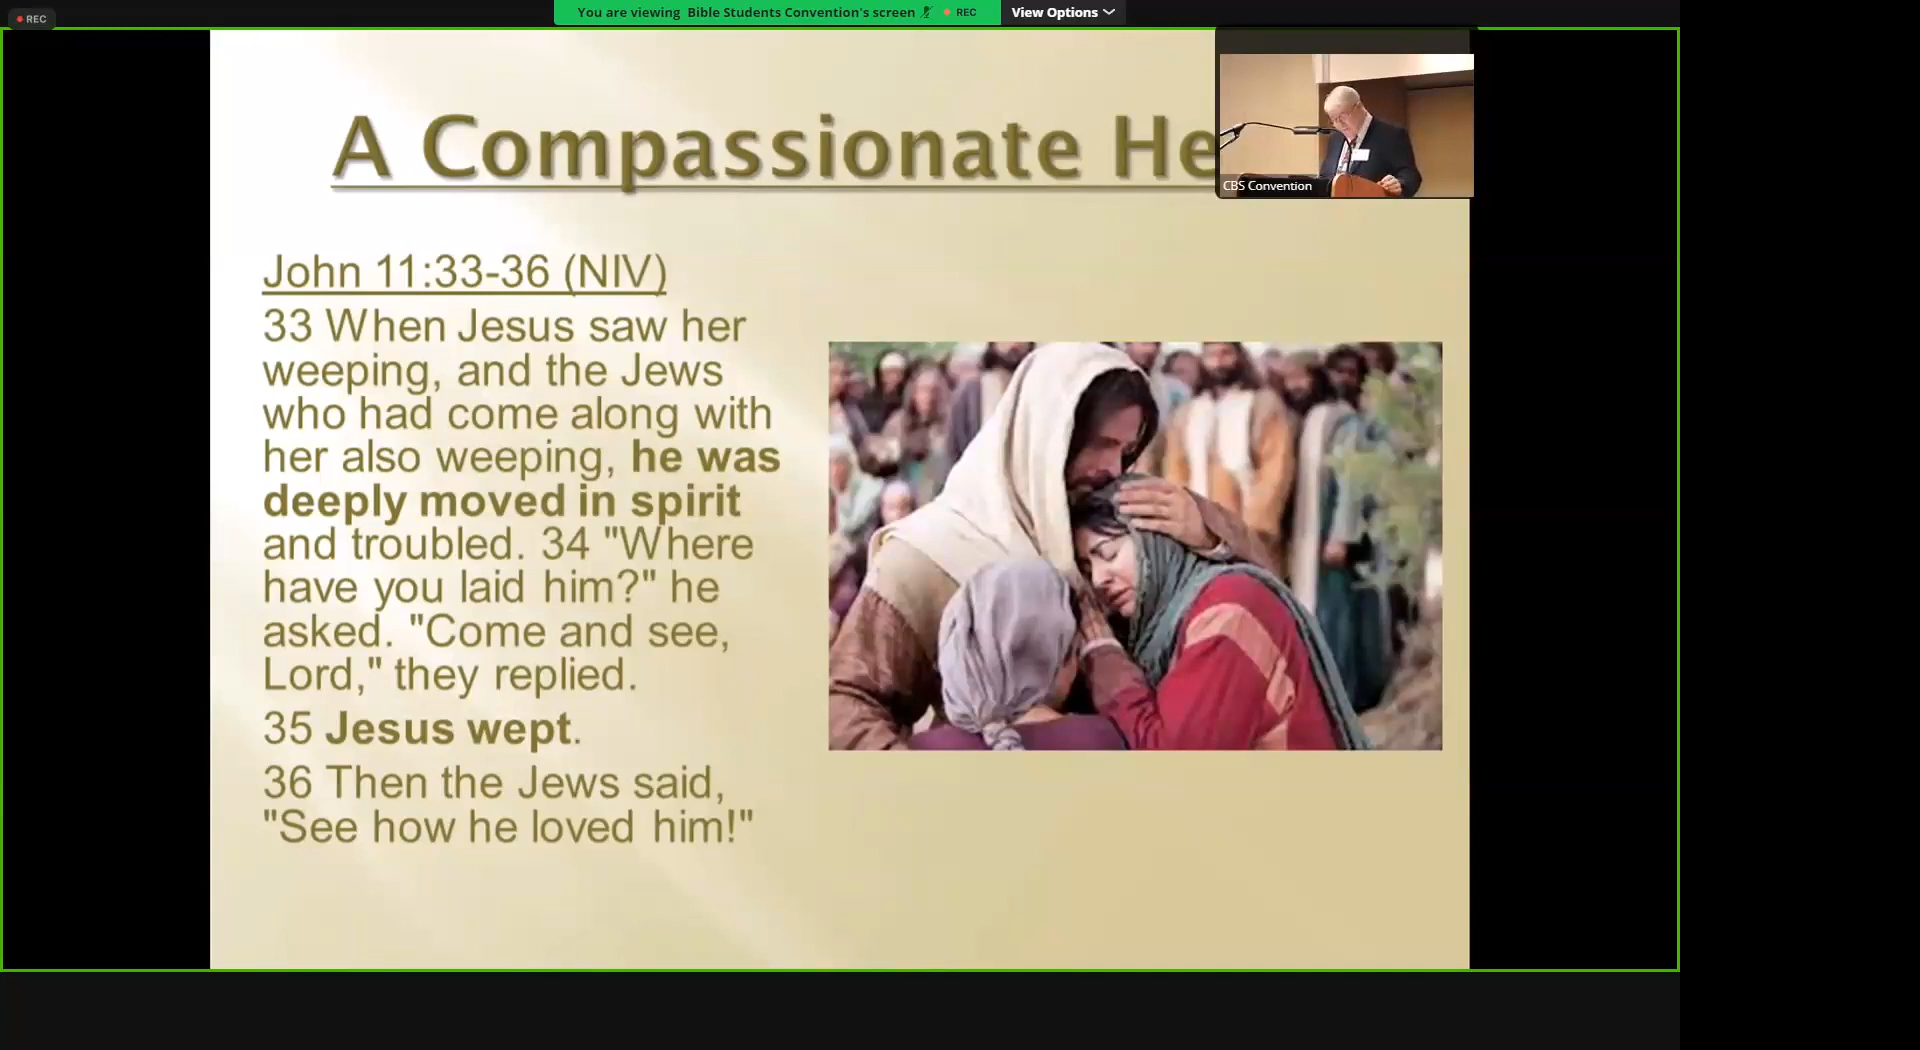 REC
You are viewing Bible Students Convention's screen
REC
View Options
A Compassionate He
CBS Convention
John 11:33-36 (NIV)
33 When Jesus saw her
weeping, and the Jews
who had come along with
her also weeping, he was
deeply moved in spirit
and troubled. 34 "Where
have you laid him?" he
asked. "Come and see,
Lord," they replied.
35 Jesus wept.
36 Then the Jews said,
"See how he loved him!"